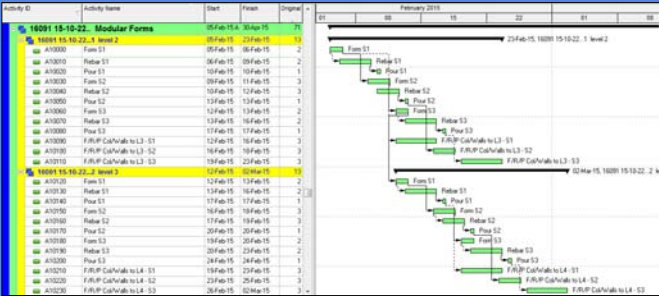 Activity ID Activity Name Start Finish Original February 2015
01 08 15 22 01 08
16091 15-10-22.. Modular Forms 05-Feb-15 A 30-Apr-15 71
16091 15-10-22...1 level 2 05-Feb-15 23-Feb-15 13 23-Feb-15, 16091 15-10-22...1 level 2
A10000 Form S1 05-Feb-15 06-Feb-15 2 Form S1
A10010 Rebar S1 06-Feb-15 09-Feb-15 2 Rebar S1
A10020 Pour S1 10-Feb-15 10-Feb-15 1 Pour S1
A10030 Form S2 09-Feb-15 11-Feb-15 3 Form S2
A10040 Rebar S2 10-Feb-15 12-Feb-15 3 Rebar S2
A10050 Pour S2 13-Feb-15 13-Feb-15 1 Pour S2
A10060 Form S3 12-Feb-15 13-Feb-15 2 Form S3
A10070 Rebar S3 13-Feb-15 16-Feb-15 2 Rebar S3
A10080 Pour S3 17-Feb-15 17-Feb-15 1 Pour S3
A10090 F/R/P Col/Walls to L3 - S1 12-Feb-15 16-Feb-15 3 F/R/P Col/Walls to L3 - S1
A10100 F/R/P Col/Walls to L3 - S2 16-Feb-15 18-Feb-15 3 F/R/P Col/Walls to L3 - S2
A10110 F/R/P Col/Walls to L3 - S3 19-Feb-15 23-Feb-15 3 F/R/P Col/Walls to L3 - S3
16091 15-10-22...2 level 3 12-Feb-15 02-Mar-15 13 02-Mar-15, 16091 15-10-22...2
A10120 Form S1 12-Feb-15 13-Feb-15 2 Form S1
A10130 Rebar S1 13-Feb-15 16-Feb-15 2 Rebar S1
A10140 Pour S1 17-Feb-15 17-Feb-15 1 Pour S1
A10150 Form S2 16-Feb-15 18-Feb-15 3 Form S2
A10160 Rebar S2 17-Feb-15 19-Feb-15 3 Rebar S2
A10170 Pour S2 20-Feb-15 20-Feb-15 1 Pour S2
A10180 Form S3 19-Feb-15 20-Feb-15 2 Form S3
A10190 Rebar S3 20-Feb-15 23-Feb-15 2 Rebar S3
A10200 Pour S3 24-Feb-15 24-Feb-15 1 Pour S3
A10210 F/R/P Col/Walls to L4 - S1 19-Feb-15 23-Feb-15 3 F/R/P Col/Walls to L4 - S1
A10220 F/R/P Col/Walls to L4 - S2 23-Feb-15 25-Feb-15 3 F/R/P Col/Walls to L4 - S2
A10230 F/R/P Col/Walls to L4 - S3 26-Feb-15 02-Mar-15 3 F/R/P Col/Walls to L4 - S3